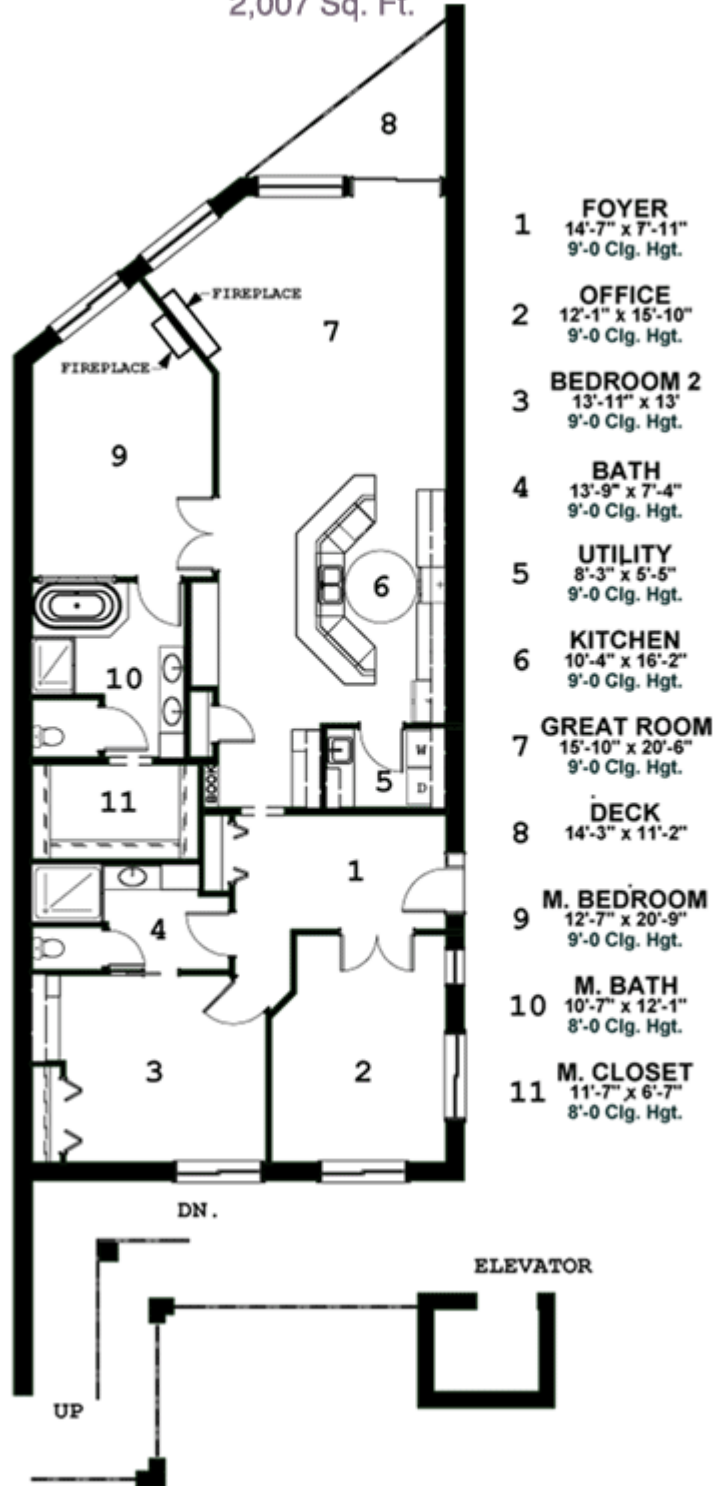 2,007 Sq. Ft.
8
7
FIREPLACE
FIREPLACE
9
6
10
W
5
D
BOOK
11
1
4
3
2
DN.
ELEVATOR
UP
1 FOYER
14'-7" x 7'-11"
9'-0 Clg. Hgt.
2 OFFICE
12'-1" x 15'-10"
9'-0 Clg. Hgt.
3 BEDROOM 2
13'-11" x 13'
9'-0 Clg. Hgt.
4 BATH
13'-9" x 7'-4"
9'-0 Clg. Hgt.
5 UTILITY
8'-3" x 5'-5"
9'-0 Clg. Hgt.
6 KITCHEN
10'-4" x 16'-2"
9'-0 Clg. Hgt.
7 GREAT ROOM
15'-10" x 20'-6"
9'-0 Clg. Hgt.
8 DECK
14'-3" x 11'-2"
9 M. BEDROOM
12'-7" x 20'-9"
9'-0 Clg. Hgt.
10 M. BATH
10'-7" x 12'-1"
8'-0 Clg. Hgt.
11 M. CLOSET
11'-7" x 6'-7"
8'-0 Clg. Hgt.